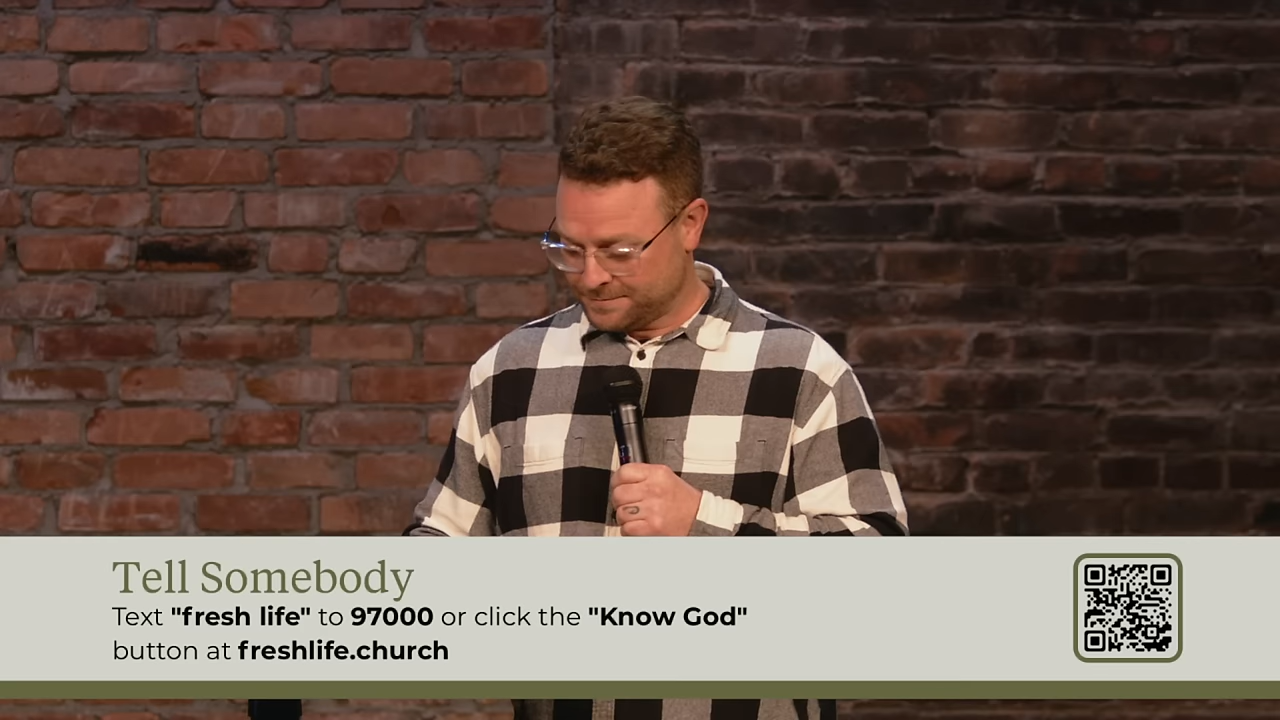 Tell Somebody
Text "fresh life" to 97000 or click the "Know God"
button at freshlife.church